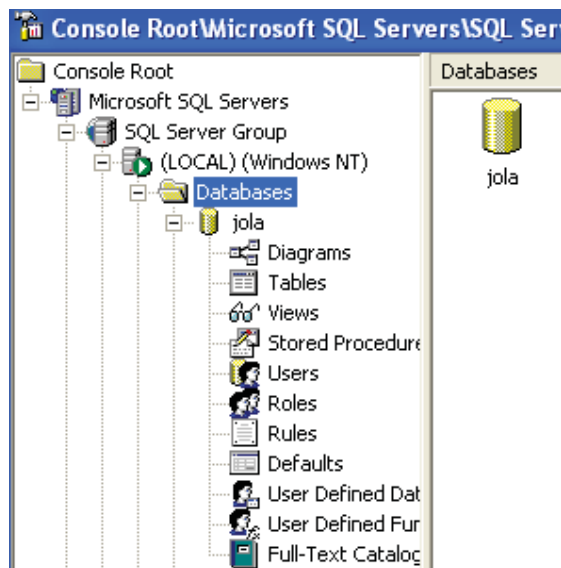 Console Root\Microsoft SQL Servers\SQL Ser
Console Root
Microsoft SQL Servers
SQL Server Group
(LOCAL) (Windows NT)
Databases
jola
Diagrams
Tables
Views
Stored Procedure
Users
Roles
Rules
Defaults
User Defined Dat
User Defined Fun
Full-Text Catalog
Databases
jola